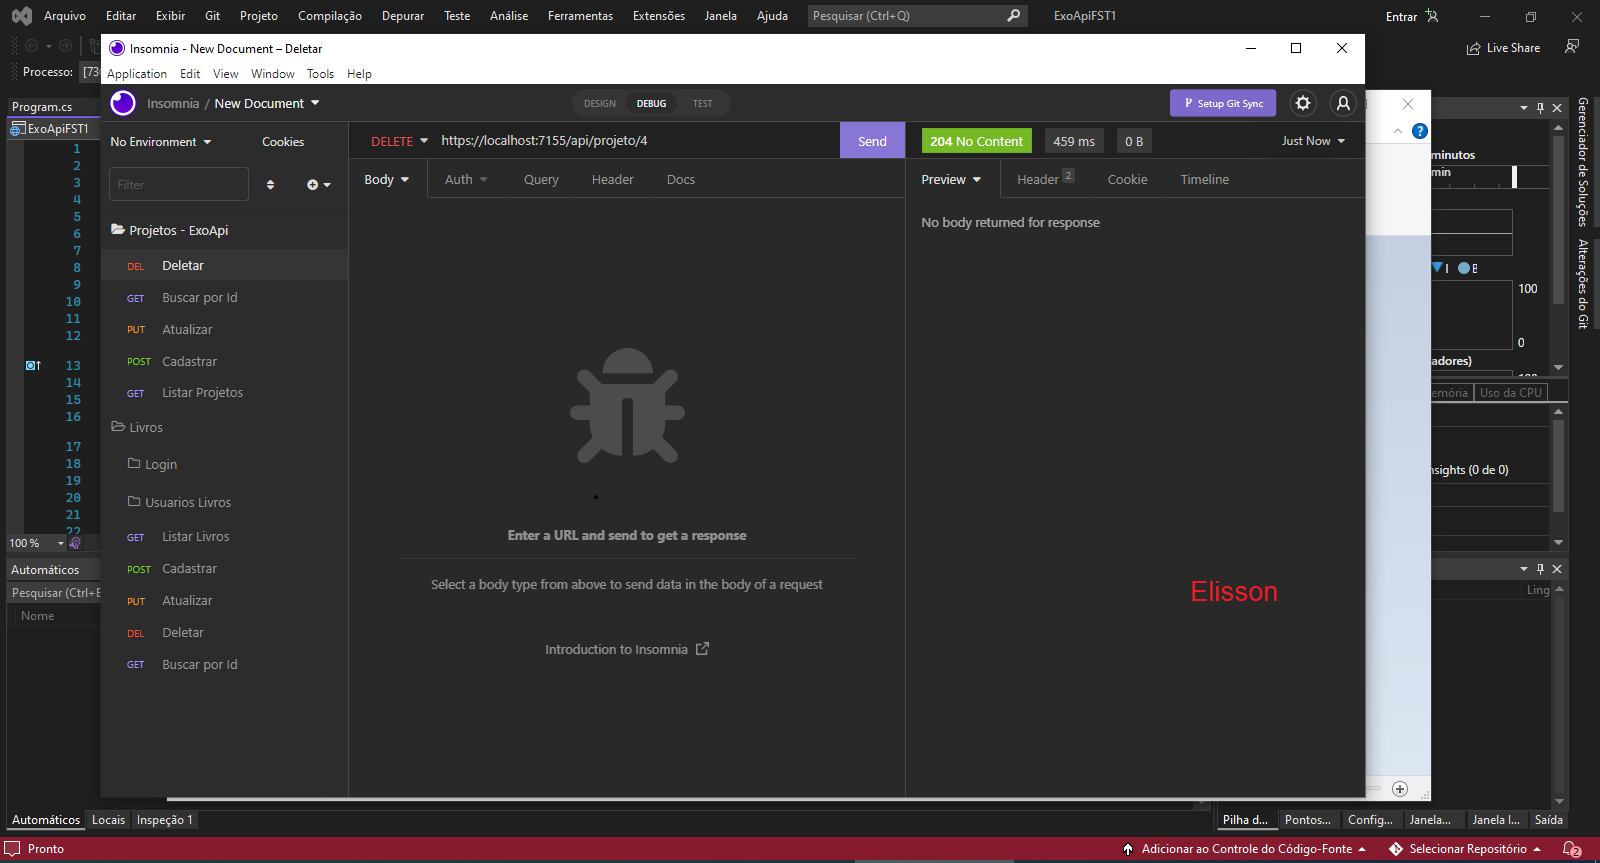 Arquivo Editar Exibir Git Projeto Compilação Depurar Teste Análise Ferramentas Extensões Janela Ajuda Pesquisar (Ctrl+Q) ExoApiFST1 Entrar
Live Share
Processo: [73
Program.cs
ExoApiFST1
1
2
3
4
5
6
7
8
9
10
11
12
13
14
15
16
17
18
19
20
21
22
100 %
Automáticos
Pesquisar (Ctrl+E
Nome
Insomnia - New Document – Deletar
Application Edit View Window Tools Help
Insomnia / New Document
DESIGN DEBUG TEST
Setup Git Sync
No Environment Cookies
Filter
Projetos - ExoApi
DEL Deletar
GET Buscar por Id
PUT Atualizar
POST Cadastrar
GET Listar Projetos
Livros
Login
Usuarios Livros
GET Listar Livros
POST Cadastrar
PUT Atualizar
DEL Deletar
GET Buscar por Id
DELETE https://localhost:7155/api/projeto/4 Send
Body Auth Query Header Docs
Enter a URL and send to get a response
Select a body type from above to send data in the body of a request
Introduction to Insomnia
204 No Content 459 ms 0 B Just Now
Preview Header 2 Cookie Timeline
No body returned for response
Elisson
minutos
min
I B
100
0
adores)
100
emória Uso da CPU
nsights (0 de 0)
Ling
Gerenciador de Soluções
Alterações do Git
Automáticos Locais Inspeção 1
Pilha d... Pontos... Config... Janela... Janela I... Saída
Pronto
Adicionar ao Controle do Código-Fonte Selecionar Repositório 2